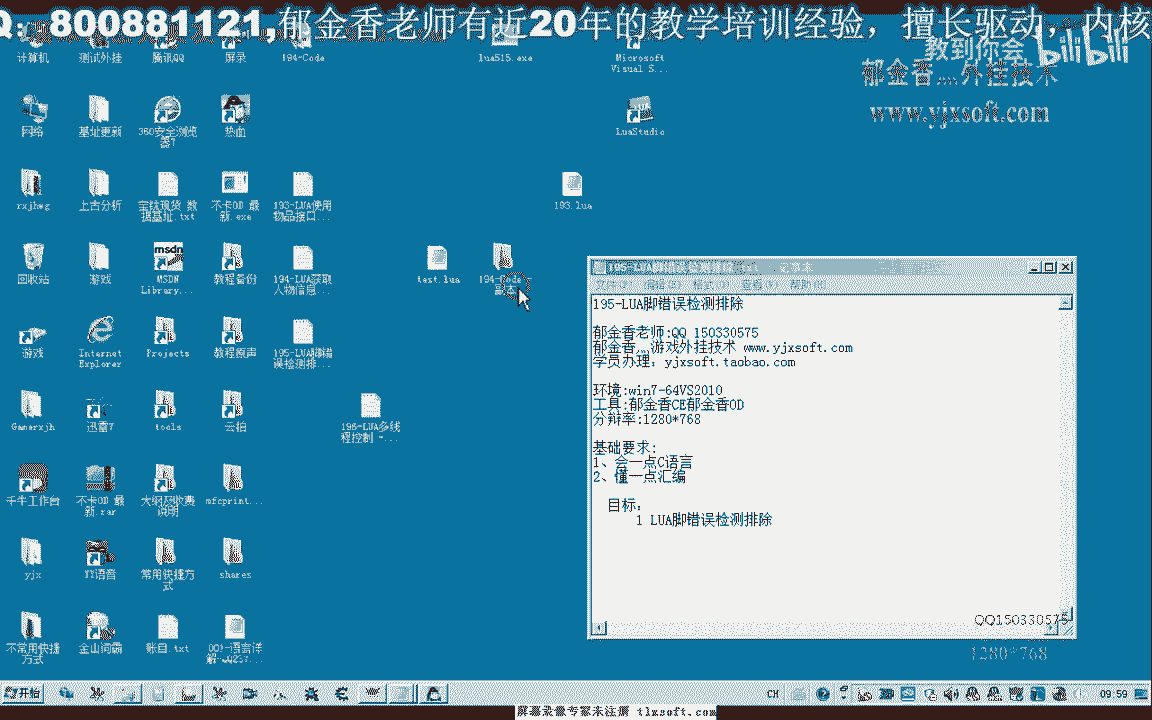 Q: 800881121,郁金香老师有近20年的教学培训经验，擅长驱动，内核
教到你会 bilibili
郁金香灬外挂技术
www.yjxsoft.com
计算机
测试外挂
腾讯QQ
屏录
194-Code
lua515.exe
Microsoft
Visual S...
网络
基址更新
360安全浏览
器7
热血
LuaStudio
rxjhwg
上古分析
宝钱现货 数
据基址.txt
不卡OD 最
新.exe
193-LUA使用
物品接口...
193.lua
回收站
游戏
MSDN
Library...
教程备份
194-LUA获取
人物信息...
test.lua
194-Code -
副本
游戏
Internet
Explorer
Projects
教程原声
195-LUA脚错
误检测排...
Gamerxjh
迅雷7
tools
云拍
196-LUA多线
程控制 -...
千牛工作台
不卡OD 最
新.rar
大纲及收费
说明
mfcprint...
yjx
YY语音
常用快捷方
式
shares
不常用快捷
方式
金山词霸
账目.txt
195-LUA脚错误检测排除.txt - 记事本
文件(F) 编辑(E) 格式(O) 查看(V) 帮助(H)
195-LUA脚错误检测排除
郁金香老师:QQ 150330575
郁金香灬游戏外挂技术 www.yjxsoft.com
学员办理：yjxsoft.taobao.com
环境:win7-64VS2010
工具:郁金香CE郁金香OD
分辩率:1280*768
基础要求:
1、会一点C语言
2、懂一点汇编
目标:
1 LUA脚错误检测排除
QQ150330575
1280*768
开始
CH
09:59
屏幕录像专家未注册 tlxsoft.com